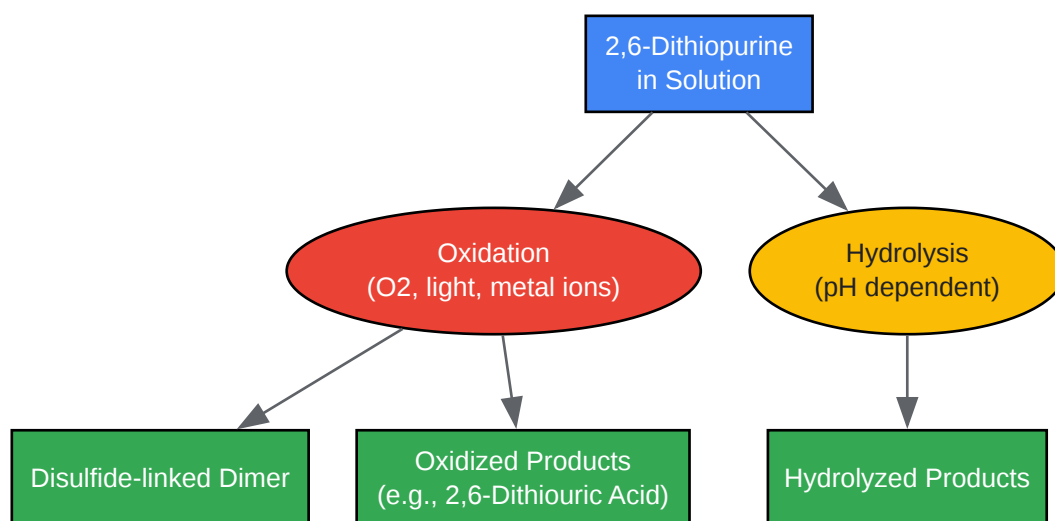 2,6-Dithiopurine
in Solution
Oxidation
(O2, light, metal ions)
Hydrolysis
(pH dependent)
Disulfide-linked Dimer
Oxidized Products
(e.g., 2,6-Dithiouric Acid)
Hydrolyzed Products